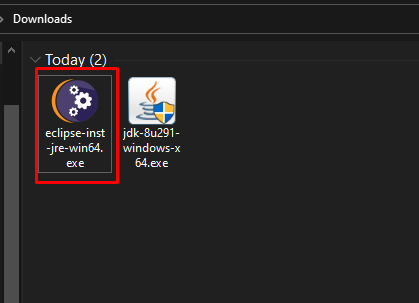 Downloads
Today (2)
eclipse-inst
-jre-win64.
exe
jdk-8u291-
windows-x
64.exe